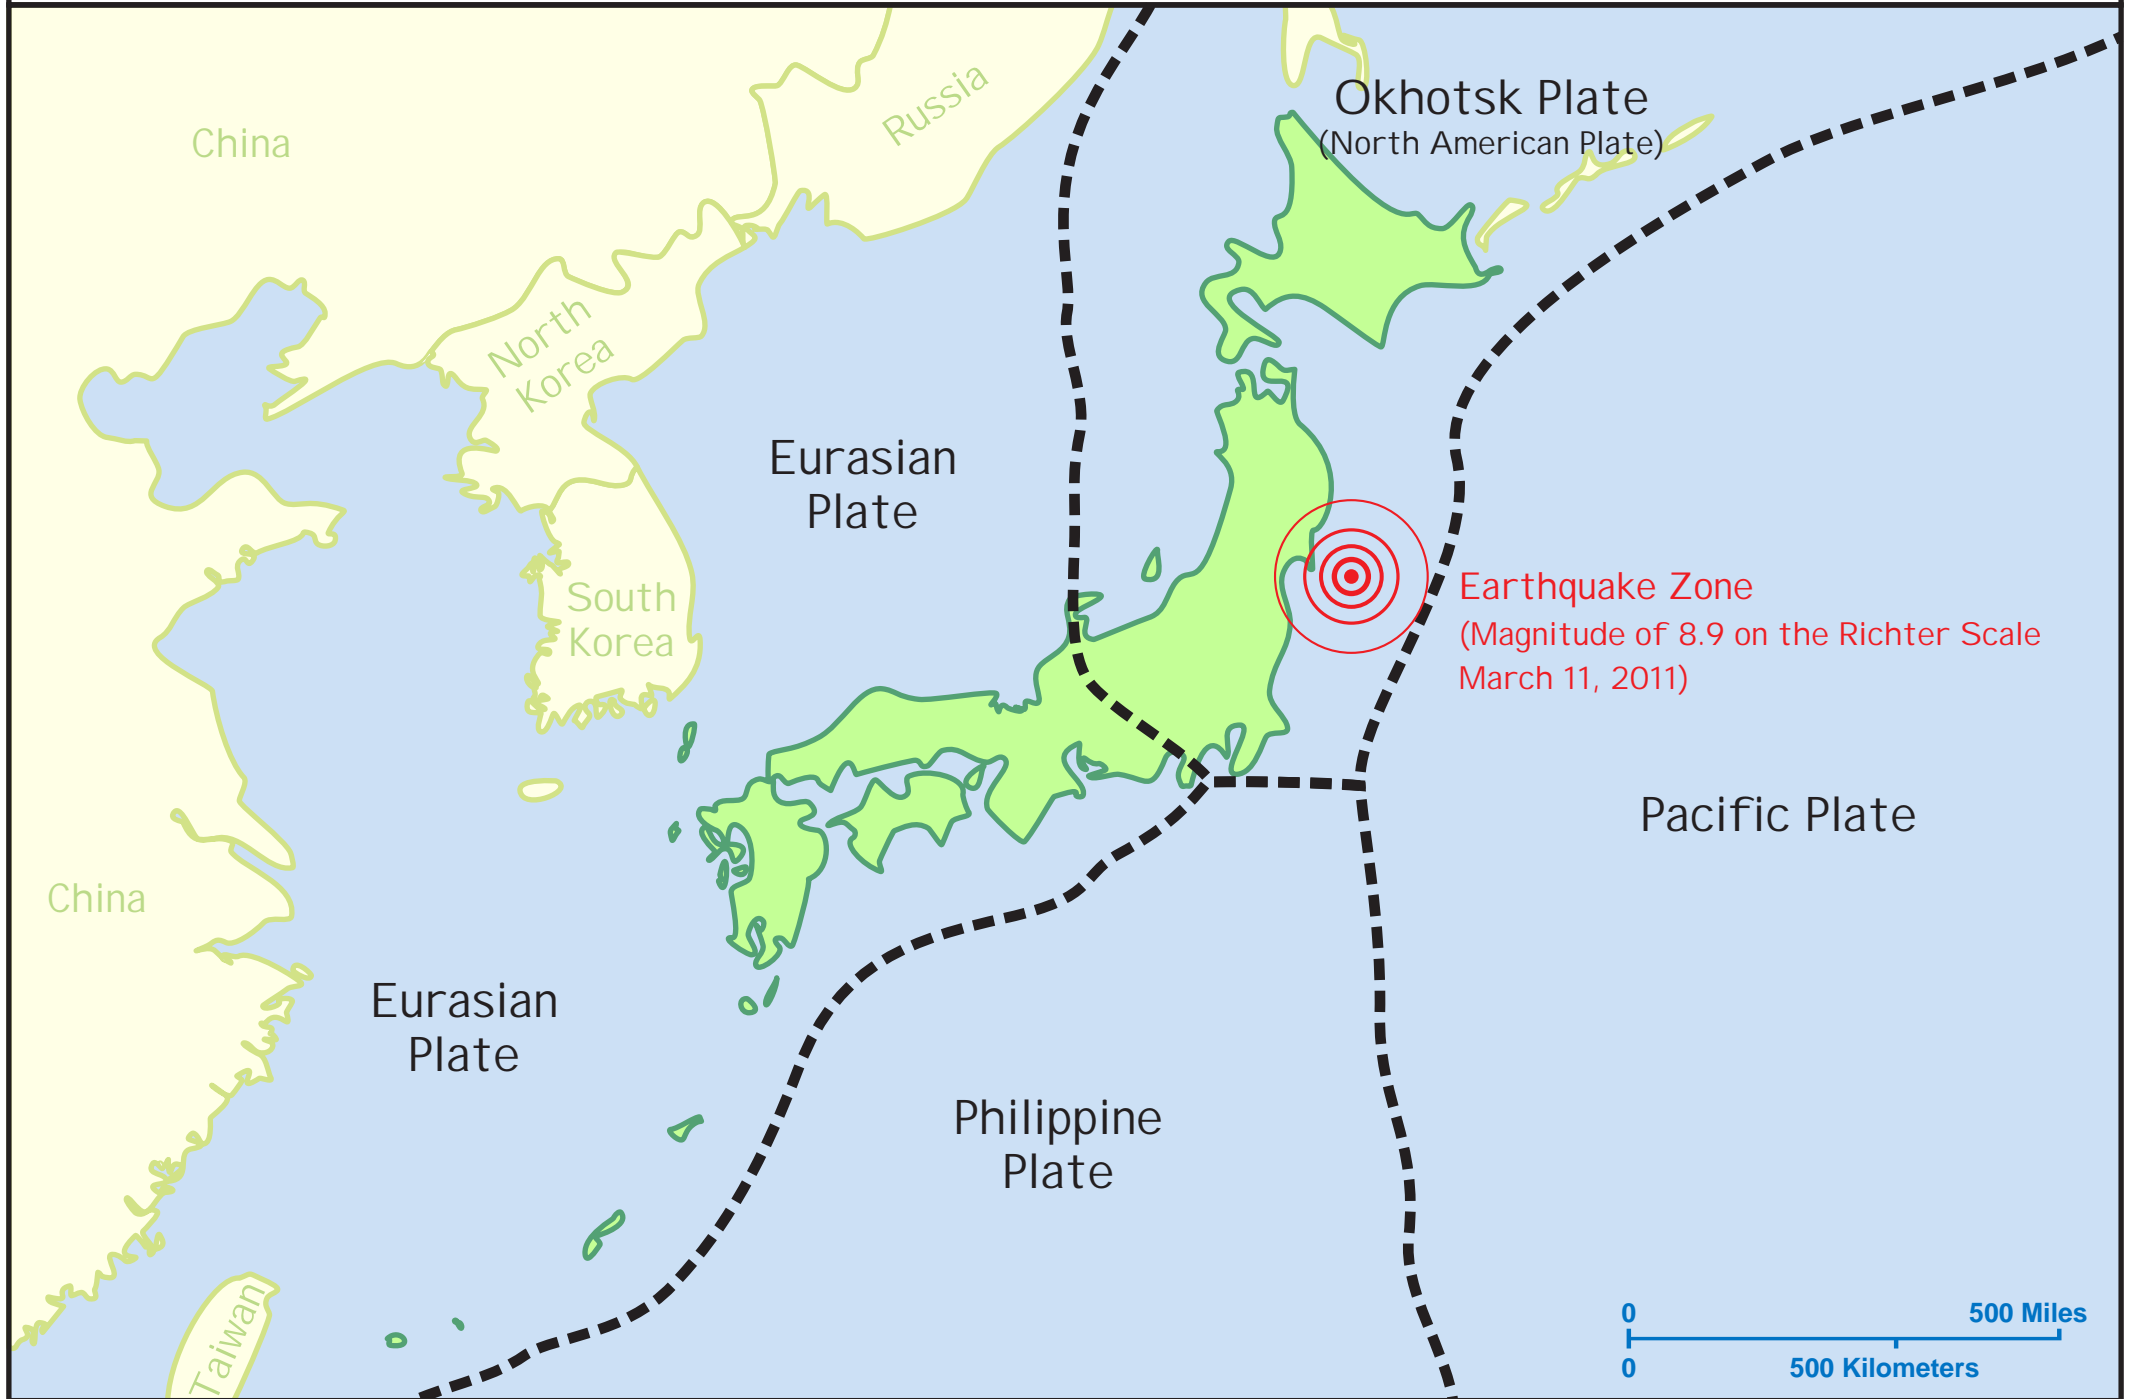 Okhotsk Plate
(North American Plate)
China
Russia
North
Korea
Eurasian
Plate
South
Korea
Earthquake Zone
(Magnitude of 8.9 on the Richter Scale
March 11, 2011)
Pacific Plate
China
Eurasian
Plate
Philippine
Plate
Taiwan
0 500 Miles
0 500 Kilometers